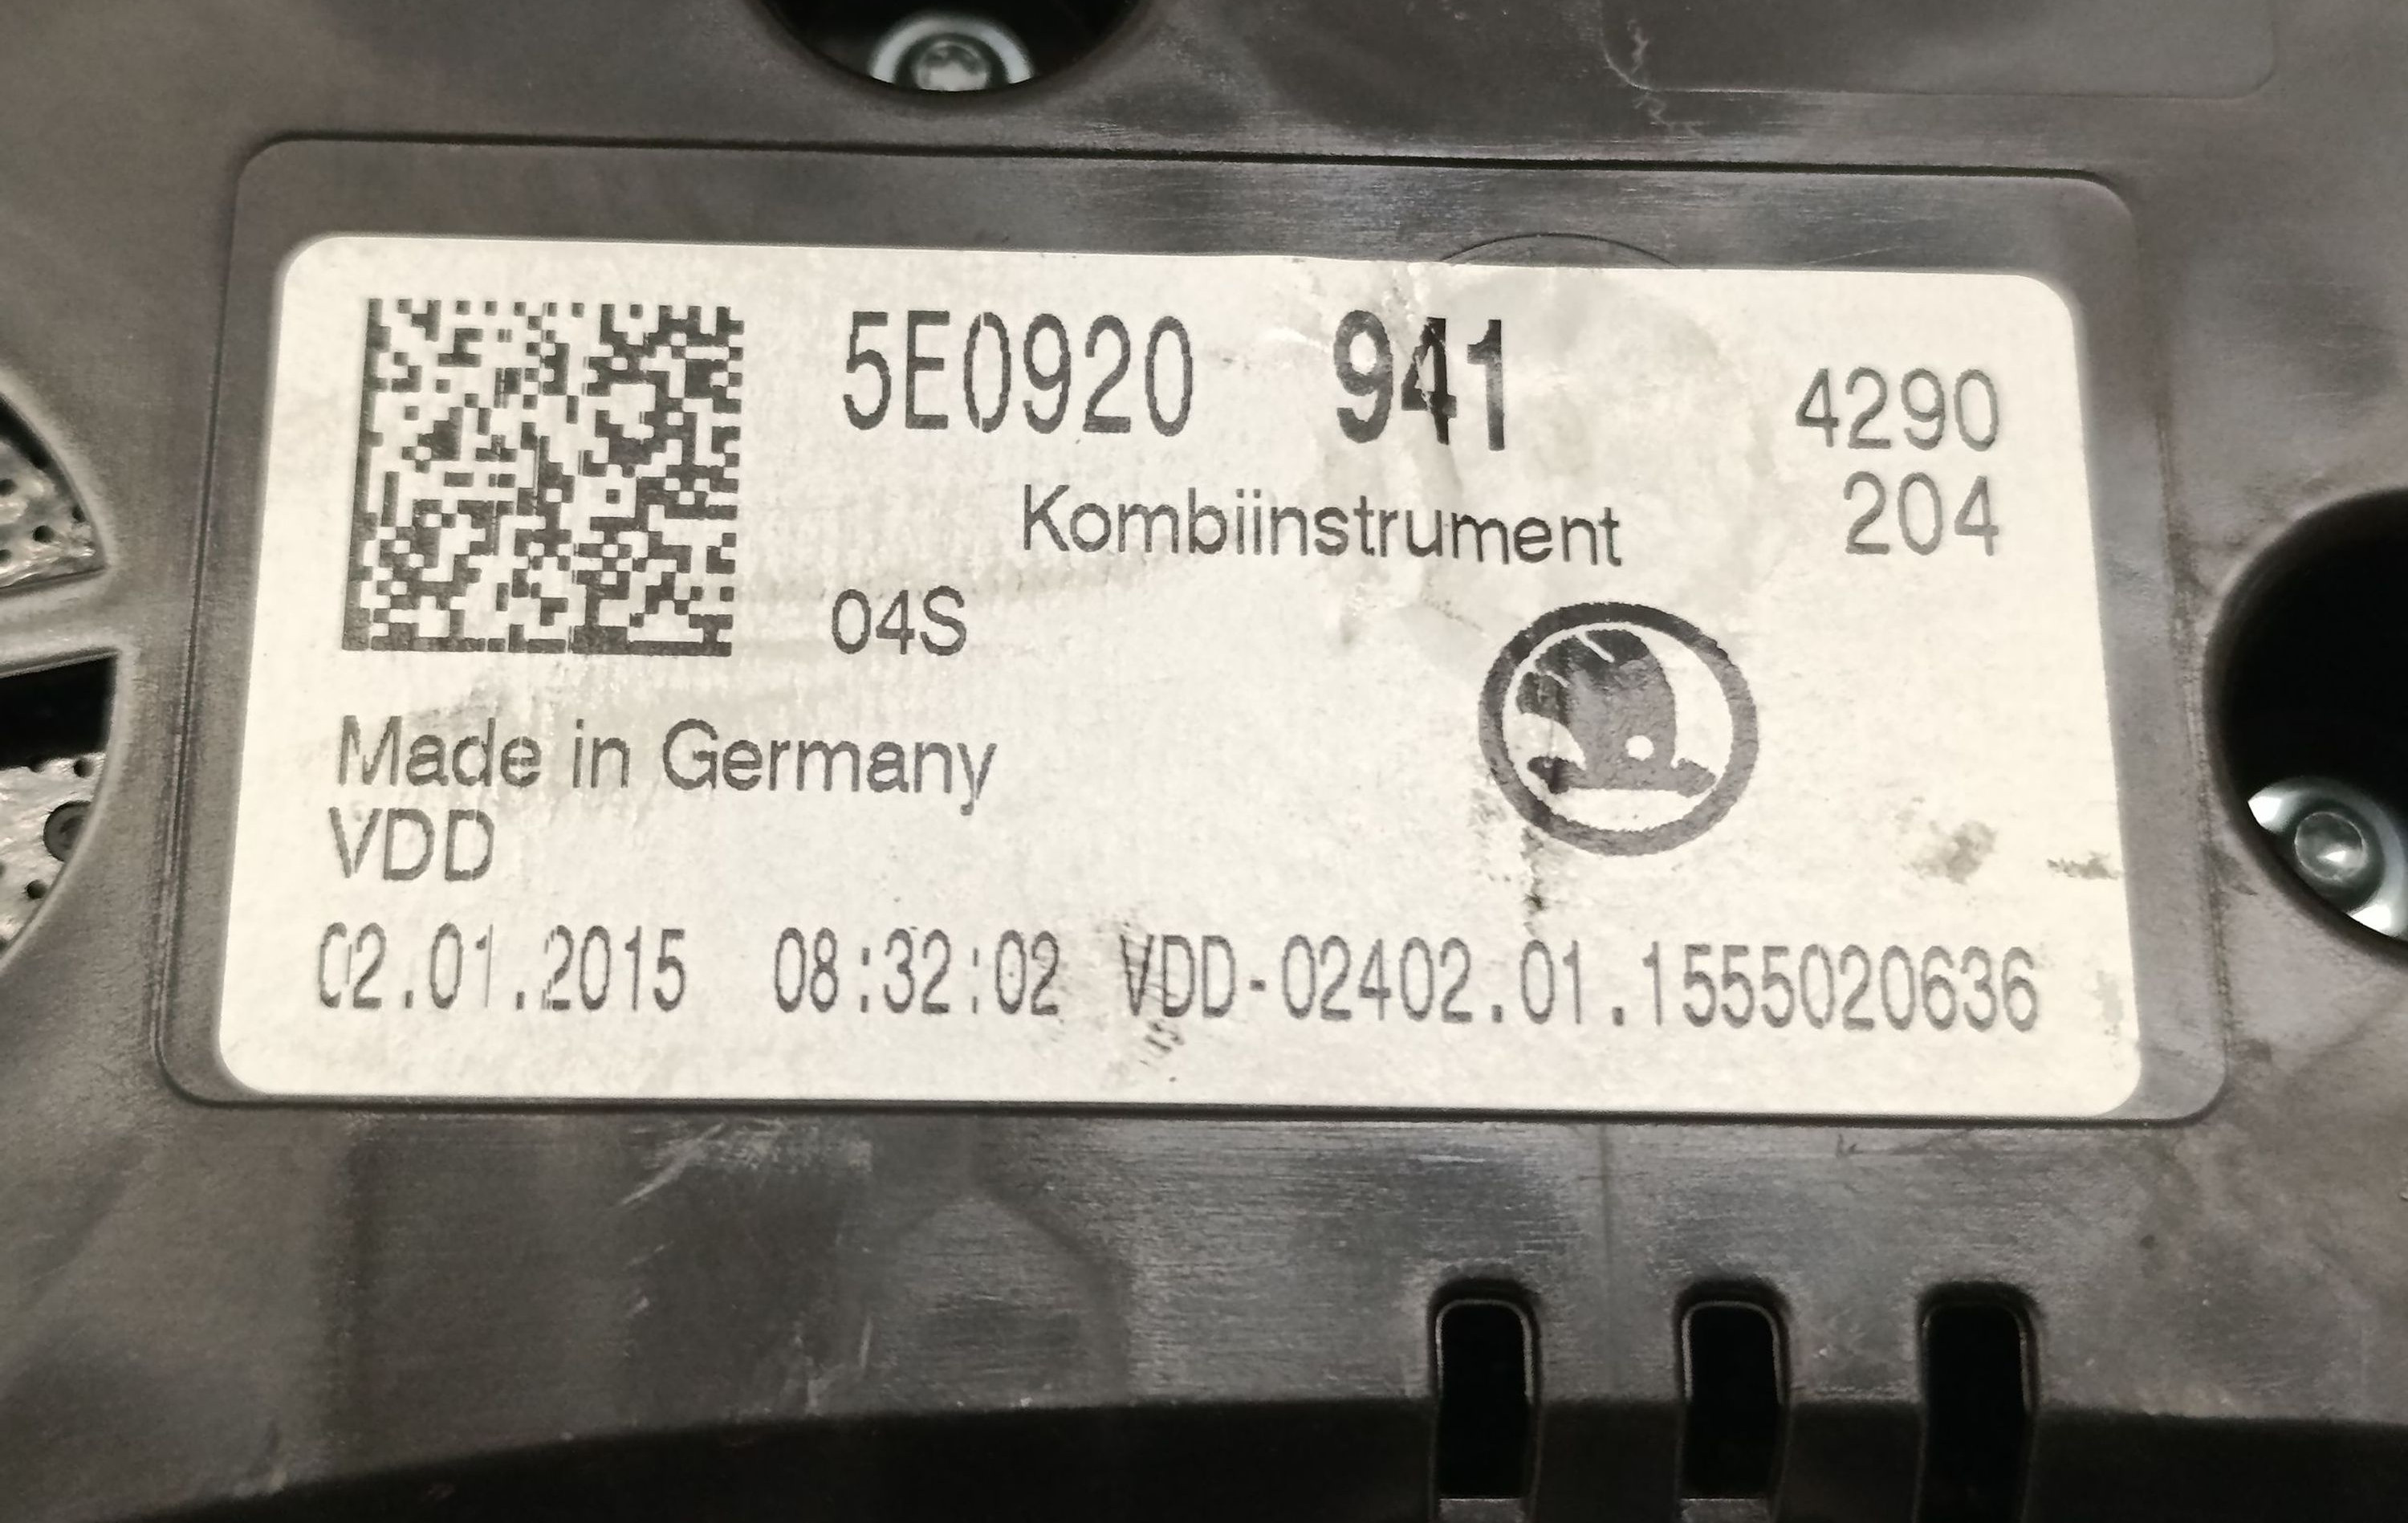 5E0920 941
4290
Kombiinstrument
204
04S
Made in Germany
VDD
02.01.2015 08:32:02 VDD-02402.01.1555020636